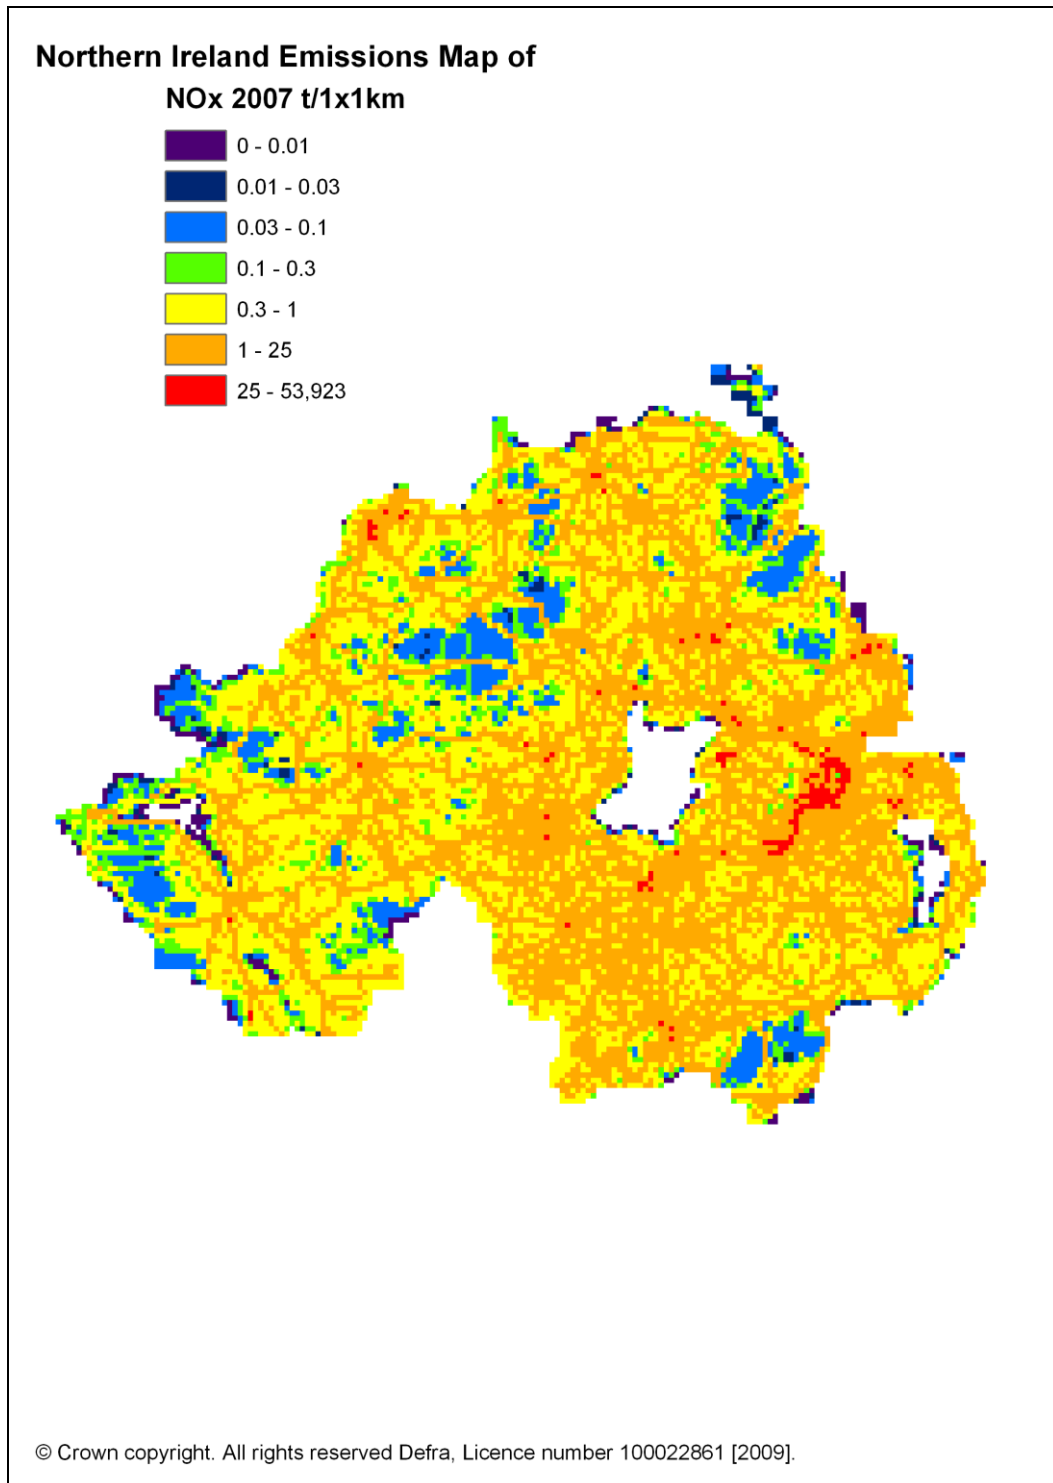 Northern Ireland Emissions Map of
NOx 2007 t/1x1km
0 - 0.01
0.01 - 0.03
0.03 - 0.1
0.1 - 0.3
0.3 - 1
1 - 25
25 - 53,923
© Crown copyright. All rights reserved Defra, Licence number 100022861 [2009].